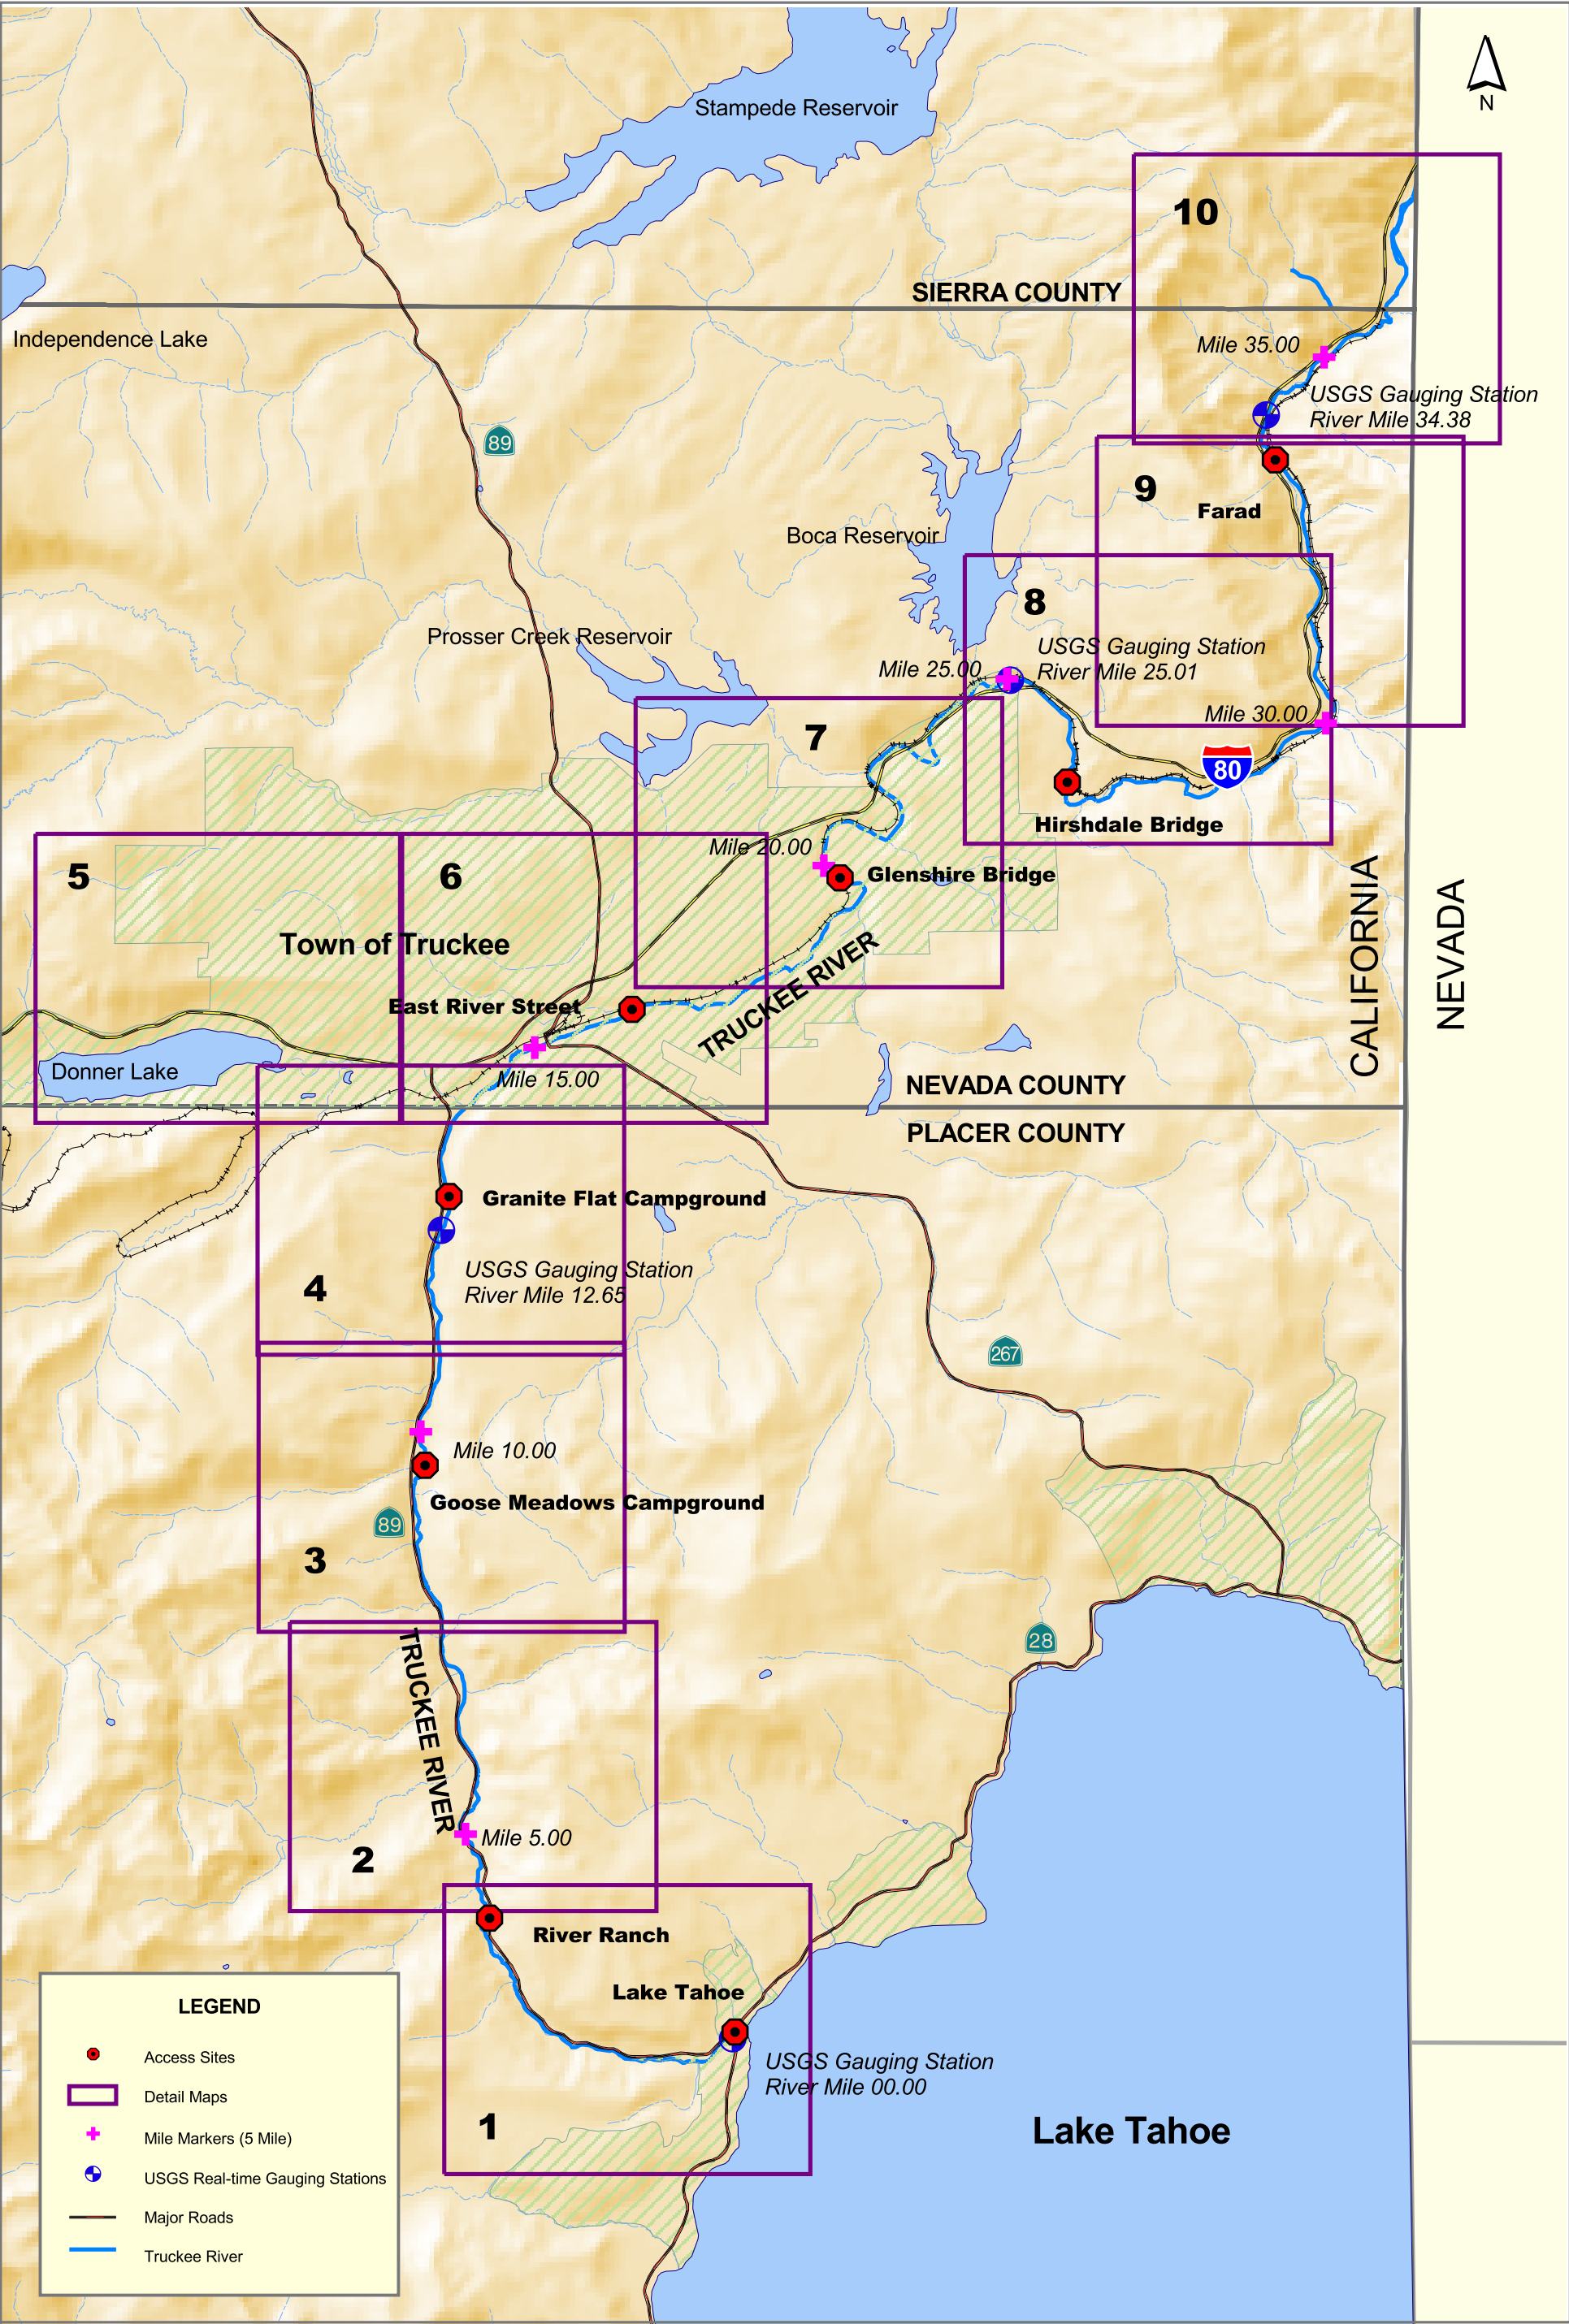 Stampede Reservoir
N
10
SIERRA COUNTY
Independence Lake
Mile 35.00
USGS Gauging Station
River Mile 34.38
89
9
Farad
Boca Reservoir
8
Prosser Creek Reservoir
USGS Gauging Station
River Mile 25.01
Mile 25.00
Mile 30.00
7
80
Hirshdale Bridge
Mile 20.00
5
6
Glenshire Bridge
CALIFORNIA
NEVADA
Town of Truckee
TRUCKEE RIVER
East River Street
Donner Lake
Mile 15.00
NEVADA COUNTY
PLACER COUNTY
Granite Flat Campground
4
USGS Gauging Station
River Mile 12.65
267
Mile 10.00
Goose Meadows Campground
89
3
28
TRUCKEE RIVER
Mile 5.00
2
River Ranch
Lake Tahoe
USGS Gauging Station
River Mile 00.00
1
Lake Tahoe
LEGEND
Access Sites
Detail Maps
Mile Markers (5 Mile)
USGS Real-time Gauging Stations
Major Roads
Truckee River